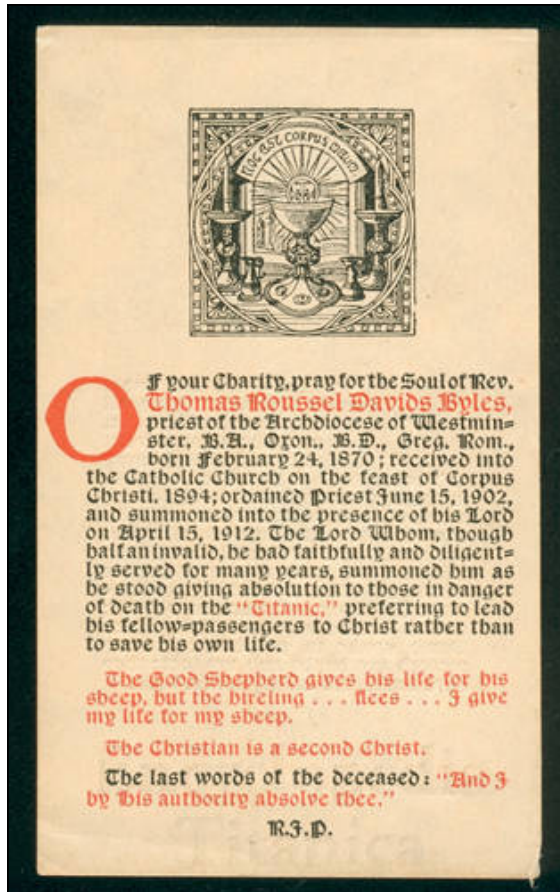 HOC EST CORPUS MEUM
Of your Charity, pray for the Soul of Rev.
Thomas Roussel Davids Byles,
priest of the Archdiocese of Westmin=
ster, B.A., Oxon., B.D., Greg. Rom.,
born February 24, 1870; received into
the Catholic Church on the feast of Corpus
Christi, 1894; ordained Priest June 15, 1902,
and summoned into the presence of his Lord
on April 15, 1912. The Lord Whom, though
half an invalid, he had faithfully and diligent=
ly served for many years, summoned him as
he stood giving absolution to those in danger
of death on the "Titanic," preferring to lead
his fellow=passengers to Christ rather than
to save his own life.
The Good Shepherd gives his life for his
sheep, but the hireling . . . flees . . . I give
my life for my sheep.
The Christian is a second Christ.
The last words of the deceased: "And I
by His authority absolve thee."
R.I.P.